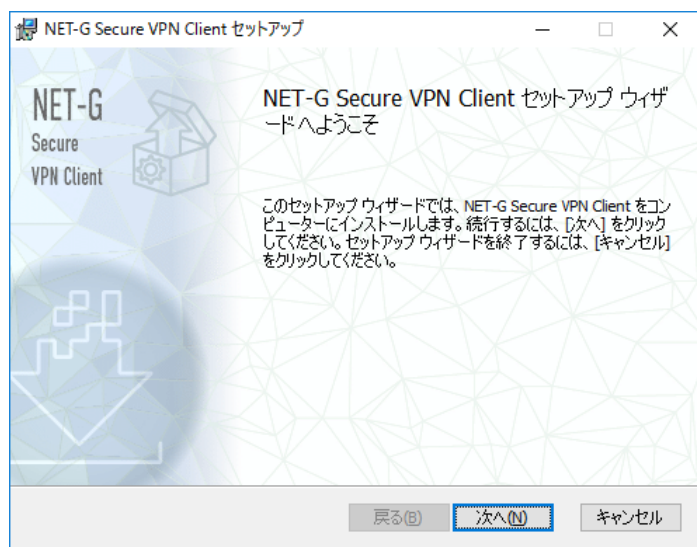 NET-G Secure VPN Client セットアップ
NET-G
Secure
VPN Client
NET-G Secure VPN Client セットアップ ウィザ
ードへようこそ
このセットアップ ウィザードでは、NET-G Secure VPN Client をコン
ピューターにインストールします。続行するには、[次へ] をクリック
してください。セットアップ ウィザードを終了するには、[キャンセル]
をクリックしてください。
戻る(B)
次へ(N)
キャンセル